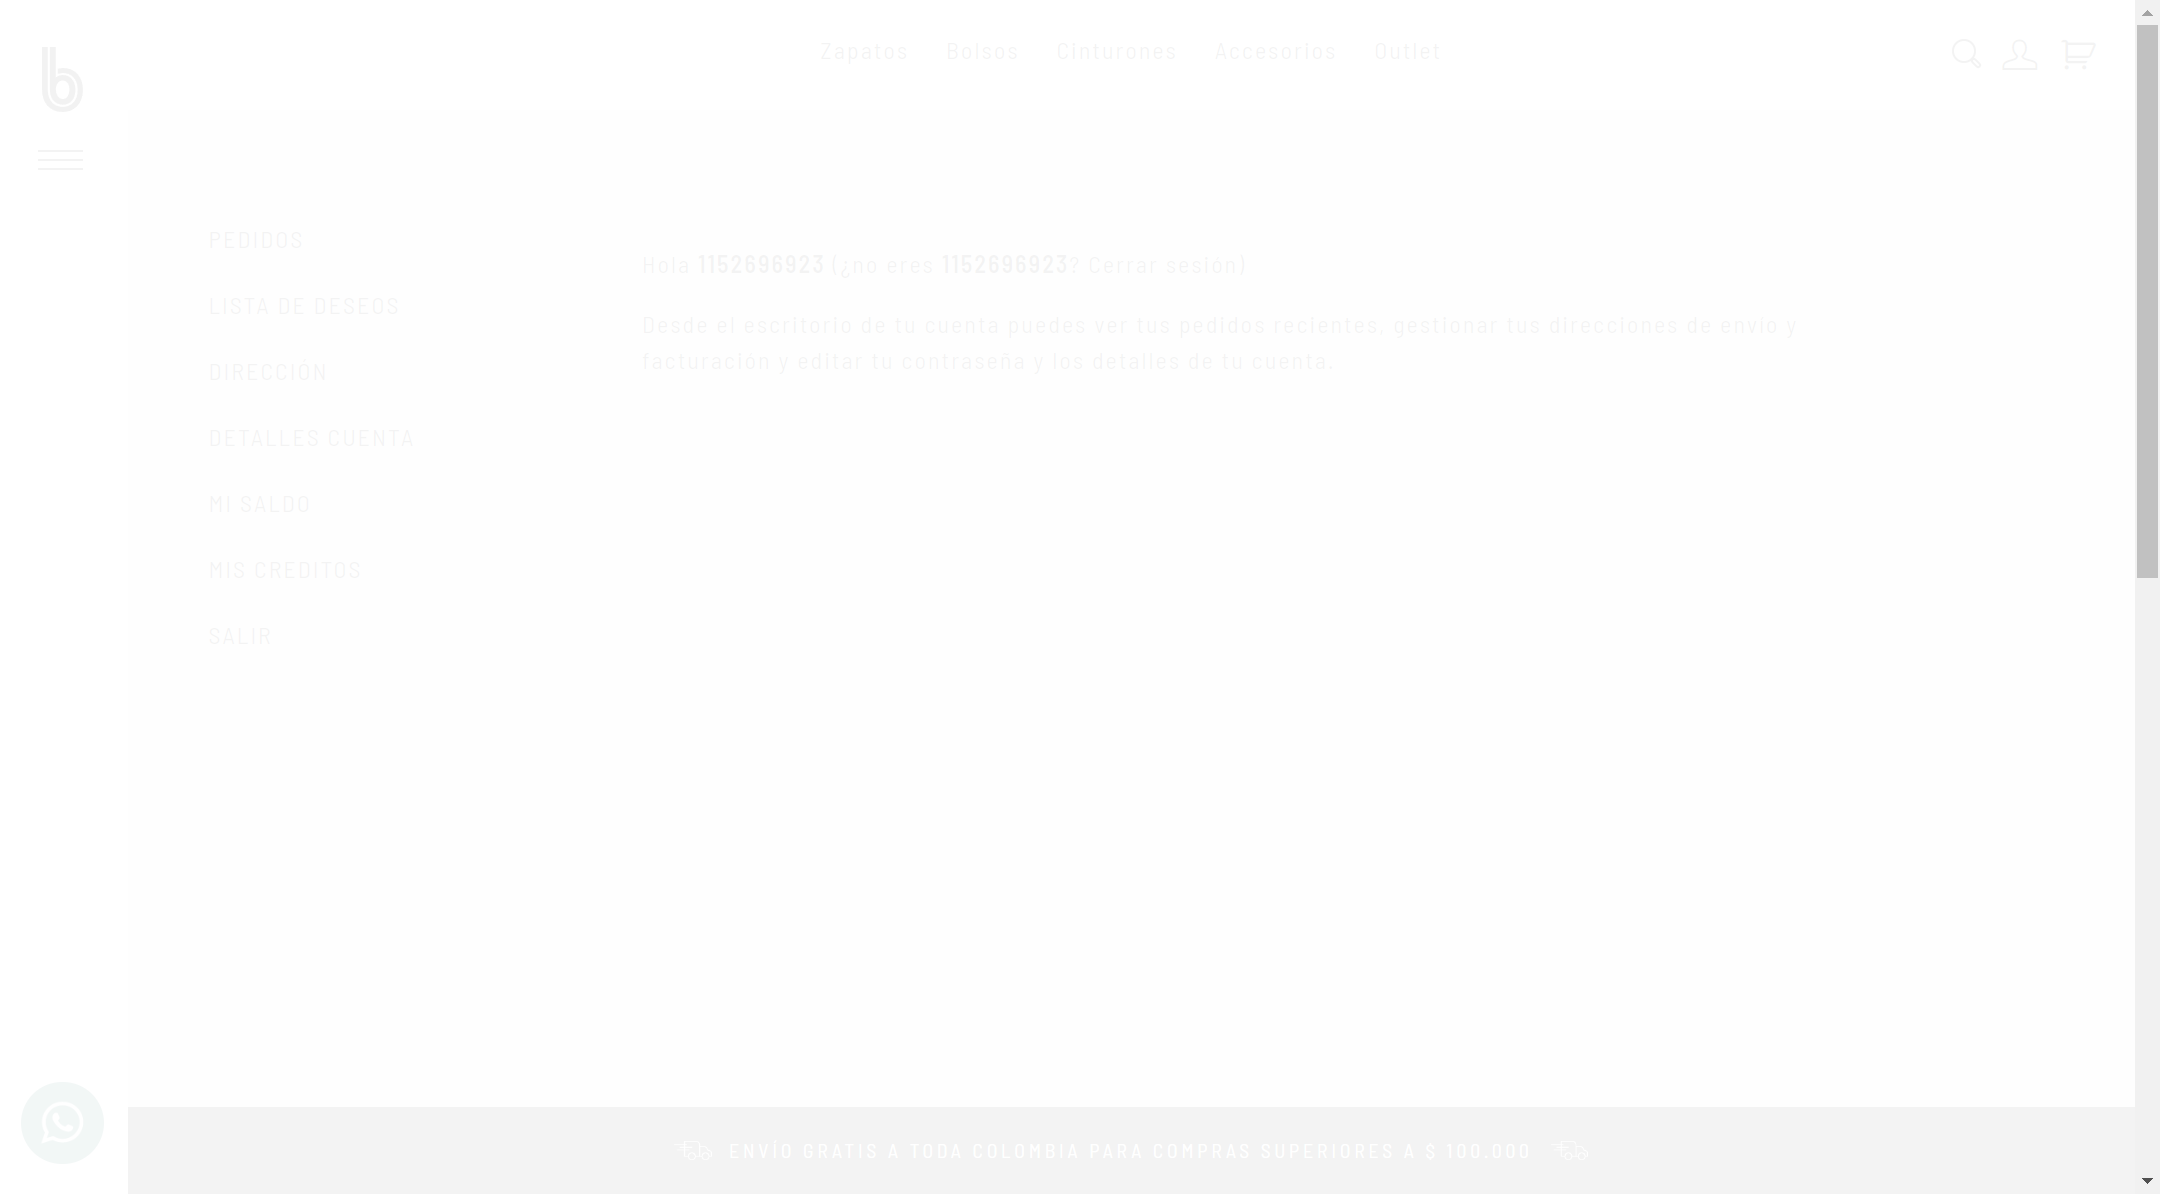 b
Zapatos Bolsos Cinturones Accesorios Outlet
PEDIDOS
LISTA DE DESEOS
DIRECCIÓN
DETALLES CUENTA
MI SALDO
MIS CREDITOS
SALIR
Hola 1152696923 (¿no eres 1152696923? Cerrar sesión)
Desde el escritorio de tu cuenta puedes ver tus pedidos recientes, gestionar tus direcciones de envío y
facturación y editar tu contraseña y los detalles de tu cuenta.
ENVÍO GRATIS A TODA COLOMBIA PARA COMPRAS SUPERIORES A $ 100.000